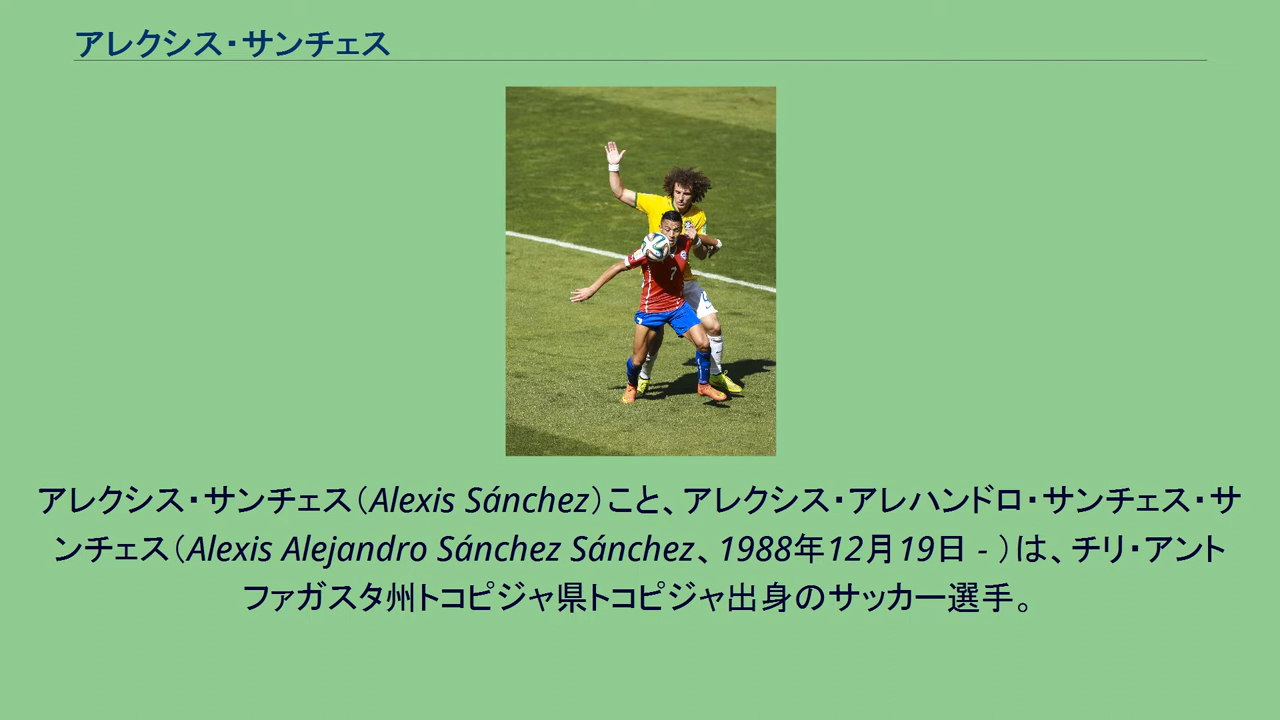 アレクシス・サンチェス
7
アレクシス・サンチェス（Alexis Sánchez）こと、アレクシス・アレハンドロ・サンチェス・サ
ンチェス（Alexis Alejandro Sánchez Sánchez、1988年12月19日 - ）は、チリ・アント
ファガスタ州トコピジャ県トコピジャ出身のサッカー選手。